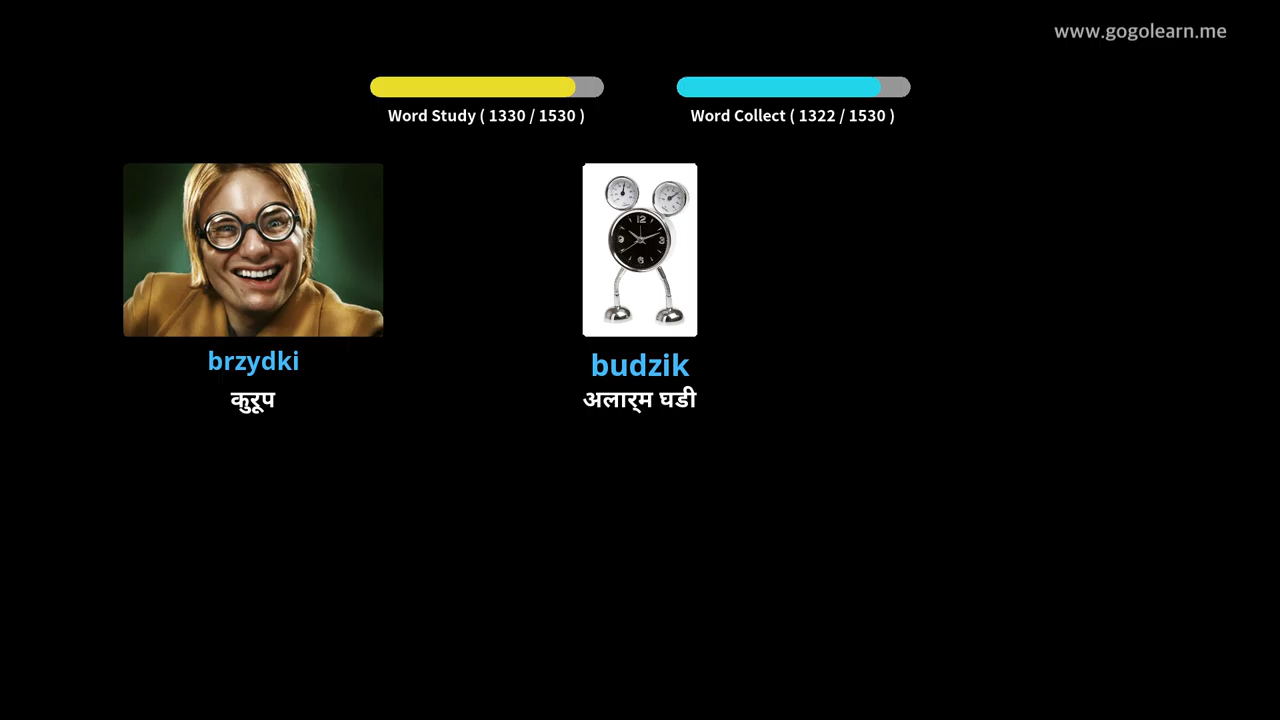 www.gogolearn.me
Word Study ( 1330 / 1530 )
Word Collect ( 1322 / 1530 )
brzydki
कुरूप
budzik
अलार्म घडी